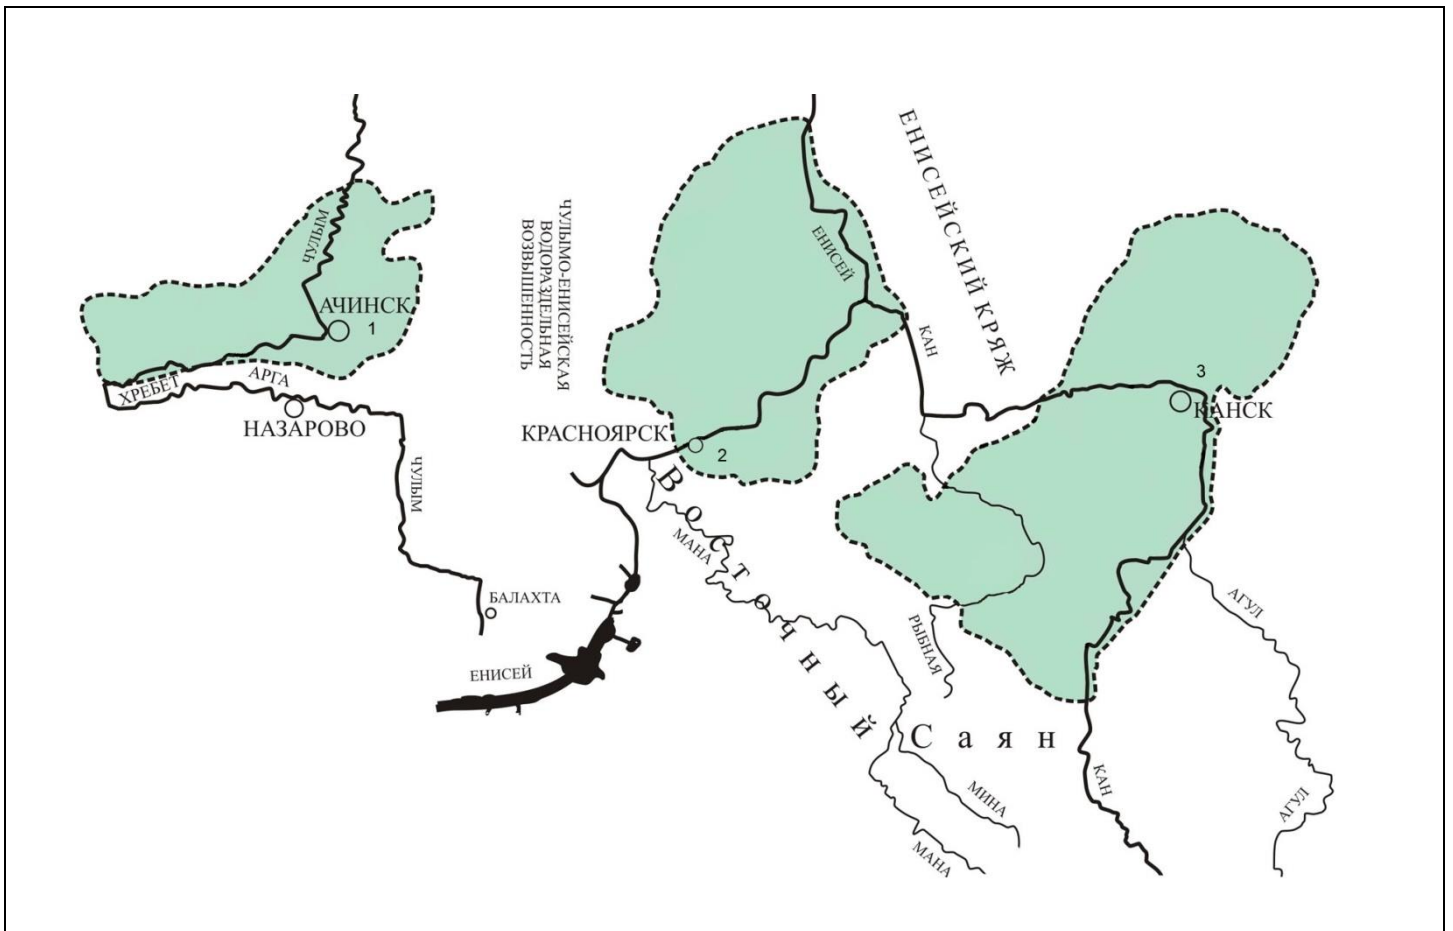 ЕНИСЕЙСКИЙ КРЯЖ
ЧУЛЫМО-ЕНИСЕЙСКАЯ
ВОДОРАЗДЕЛЬНАЯ
ВОЗВЫШЕННОСТЬ
ЧУЛЫМ
ЕНИСЕЙ
АЧИНСК
1
КАН
ХРЕБЕТ АРГА
3
КАНСК
НАЗАРОВО
КРАСНОЯРСК
2
ЧУЛЫМ
Восточный Саян
МАНА
БАЛАХТА
АГУЛ
РЫБНАЯ
ЕНИСЕЙ
МИНА
КАН
АГУЛ
МАНА